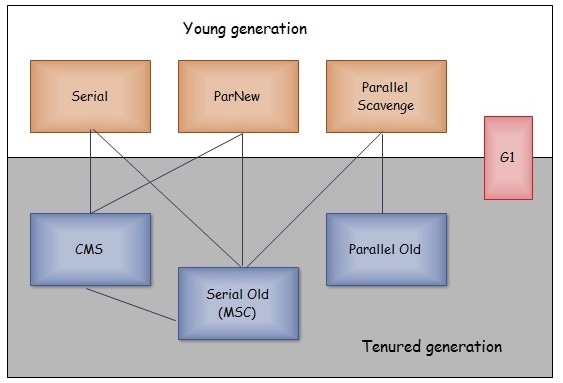 Young generation
Serial
ParNew
Parallel
Scavenge
G1
CMS
Parallel Old
Serial Old
(MSC)
Tenured generation